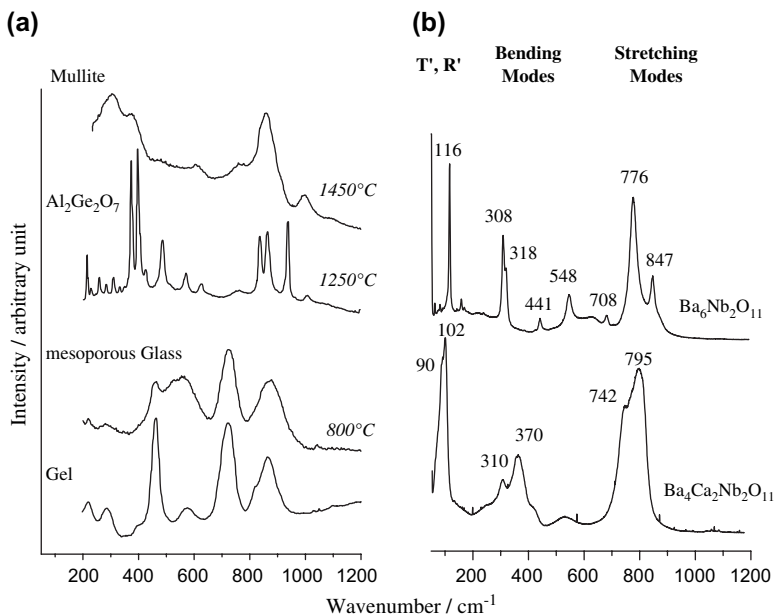 (a)
Mullite
1450°C
Al₂Ge₂O₇
1250°C
mesoporous Glass
800°C
Gel
Intensity / arbitrary unit
0 200 400 600 800 1000 1200
(b)
T', R'
Bending Modes
Stretching Modes
116
308
318
441
548
708
776
847
Ba₆Nb₂O₁₁
90
102
310
370
742
795
Ba₄Ca₂Nb₂O₁₁
200 400 600 800 1000 1200
Wavenumber / cm⁻¹